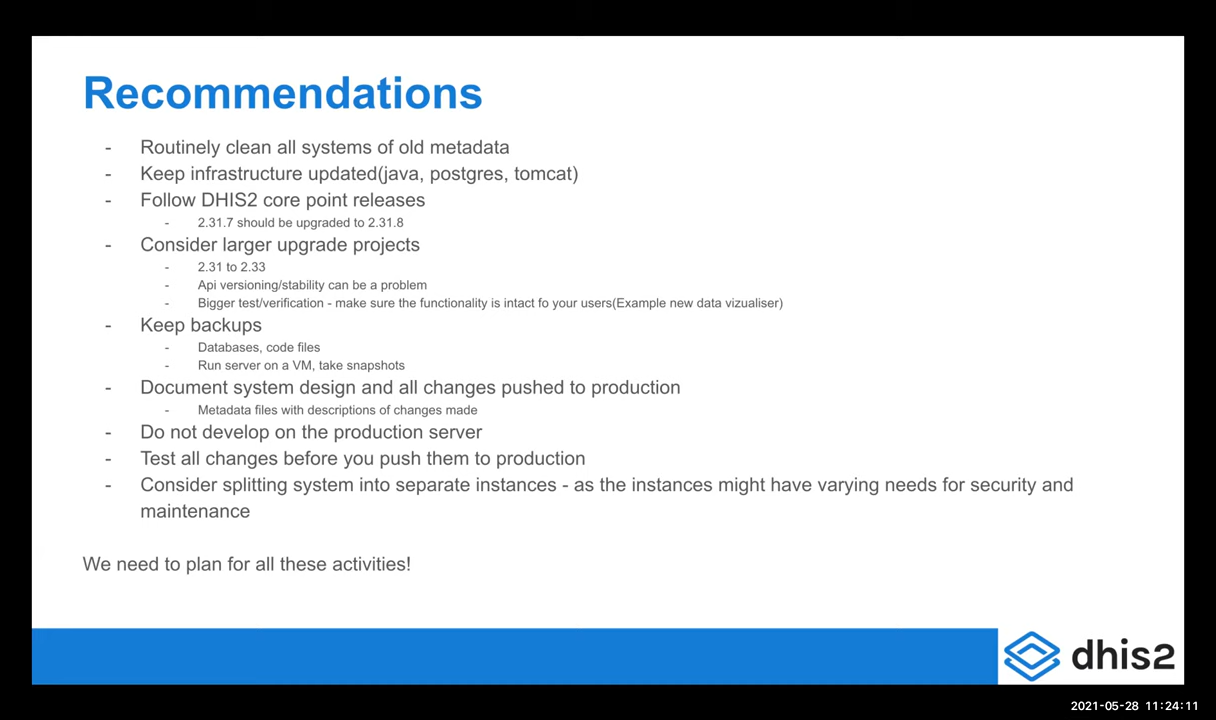 Recommendations
- Routinely clean all systems of old metadata
- Keep infrastructure updated(java, postgres, tomcat)
- Follow DHIS2 core point releases
- 2.31.7 should be upgraded to 2.31.8
- Consider larger upgrade projects
- 2.31 to 2.33
- Api versioning/stability can be a problem
- Bigger test/verification - make sure the functionality is intact fo your users(Example new data vizualiser)
- Keep backups
- Databases, code files
- Run server on a VM, take snapshots
- Document system design and all changes pushed to production
- Metadata files with descriptions of changes made
- Do not develop on the production server
- Test all changes before you push them to production
- Consider splitting system into separate instances - as the instances might have varying needs for security and
maintenance
We need to plan for all these activities!
dhis2
2021-05-28 11:24:11